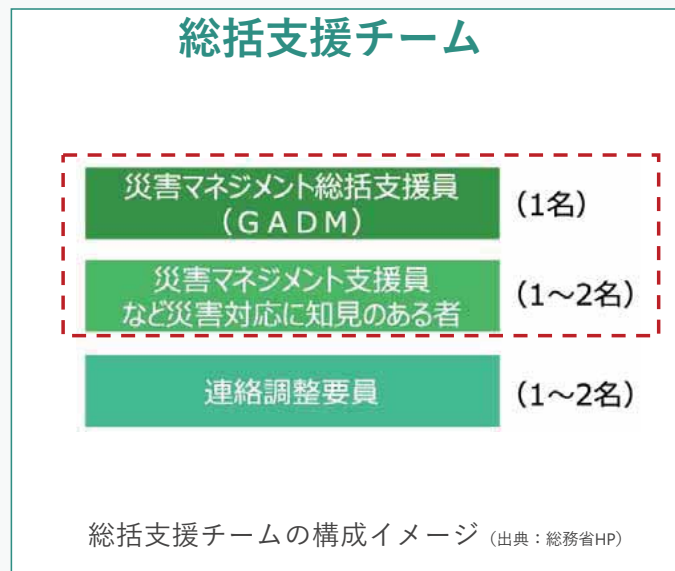 総括支援チーム
災害マネジメント総括支援員
（ＧＡＤＭ）
（1名）
災害マネジメント支援員
など災害対応に知見のある者
（1～2名）
連絡調整要員
（1～2名）
総括支援チームの構成イメージ（出典：総務省HP）